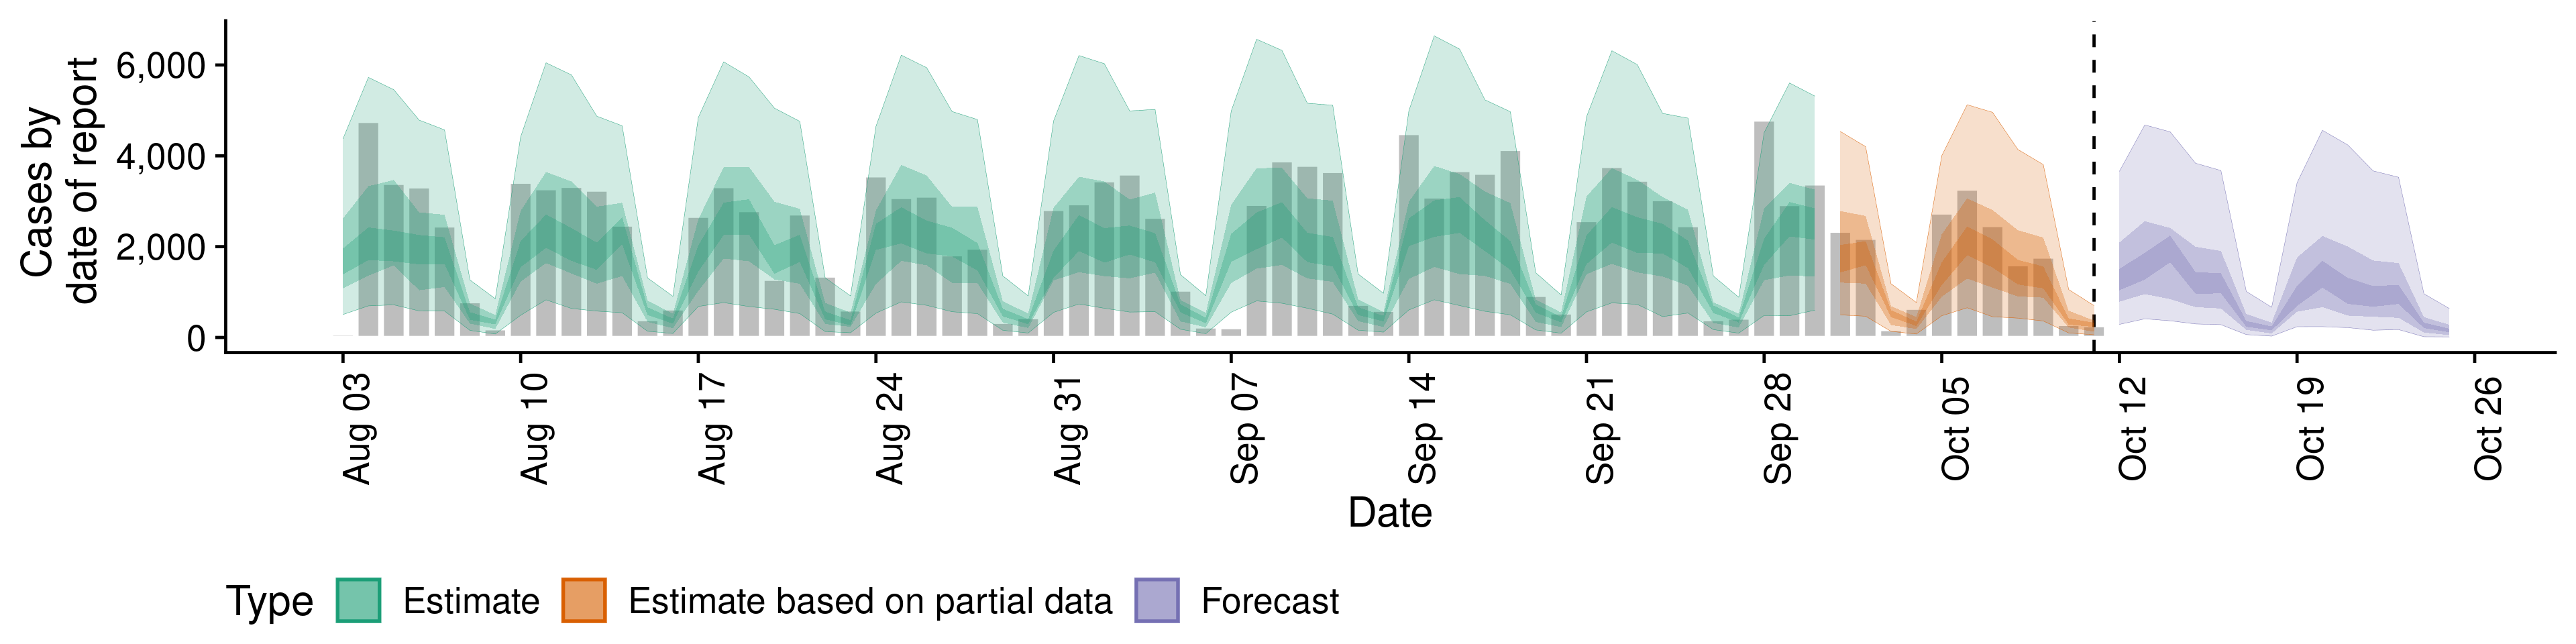 Cases by
date of report
6,000
4,000
2,000
0
Aug 03
Aug 10
Aug 17
Aug 24
Aug 31
Sep 07
Sep 14
Sep 21
Sep 28
Oct 05
Oct 12
Oct 19
Oct 26
Date
Type
Estimate
Estimate based on partial data
Forecast